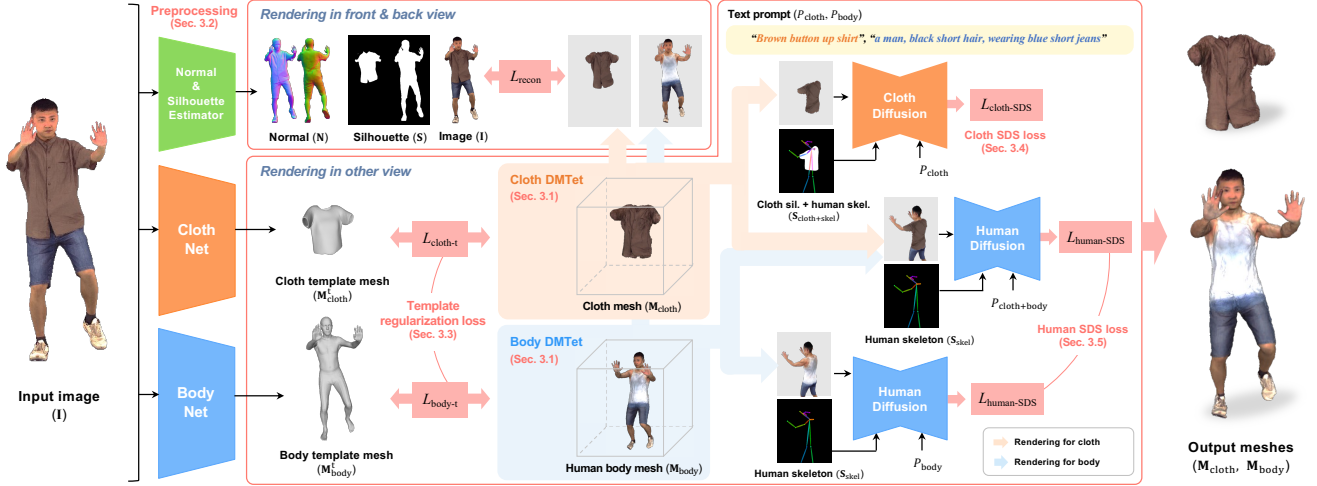 Preprocessing
(Sec. 3.2)
Rendering in front & back view
Normal
&
Silhouette
Estimator
Normal (N)
Silhouette (S)
Image (I)
L_recon
Text prompt (P_cloth, P_body)
“Brown button up shirt”, “a man, black short hair, wearing blue short jeans”
Cloth
Diffusion
L_cloth-SDS
Cloth SDS loss
(Sec. 3.4)
P_cloth
Cloth sil. + human skel.
(S_cloth+skel)
Rendering in other view
Cloth
Net
Cloth template mesh
(M^t_cloth)
L_cloth-t
Cloth DMTet
(Sec. 3.1)
Cloth mesh (M_cloth)
Template
regularization loss
(Sec. 3.3)
Human
Diffusion
L_human-SDS
P_cloth+body
Human skeleton (S_skel)
Human SDS loss
(Sec. 3.5)
Body
Net
Body template mesh
(M^t_body)
L_body-t
Body DMTet
(Sec. 3.1)
Human body mesh (M_body)
Human
Diffusion
L_human-SDS
P_body
Human skeleton (S_skel)
Rendering for cloth
Rendering for body
Input image
(I)
Output meshes
(M_cloth, M_body)